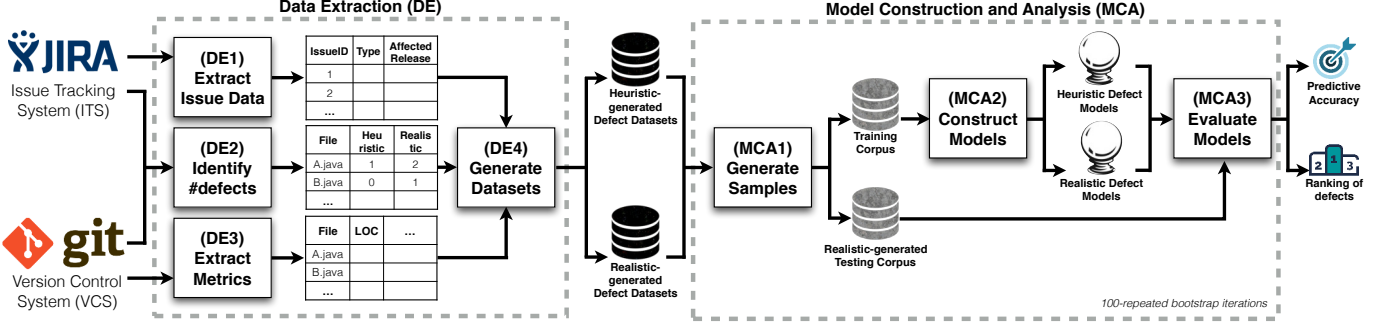 Data Extraction (DE)
Model Construction and Analysis (MCA)
JIRA
Issue Tracking
System (ITS)
git
Version Control
System (VCS)
(DE1)
Extract
Issue Data
(DE2)
Identify
#defects
(DE3)
Extract
Metrics
IssueID Type Affected
Release
1
2
...
File Heu
ristic Realis
tic
A.java 1 2
B.java 0 1
...
File LOC ...
A.java
B.java
...
(DE4)
Generate
Datasets
Heuristic-
generated
Defect Datasets
Realistic-
generated
Defect Datasets
(MCA1)
Generate
Samples
Training
Corpus
Realistic-generated
Testing Corpus
(MCA2)
Construct
Models
Heuristic Defect
Models
Realistic Defect
Models
(MCA3)
Evaluate
Models
Predictive
Accuracy
2 1 3
Ranking of
defects
100-repeated bootstrap iterations